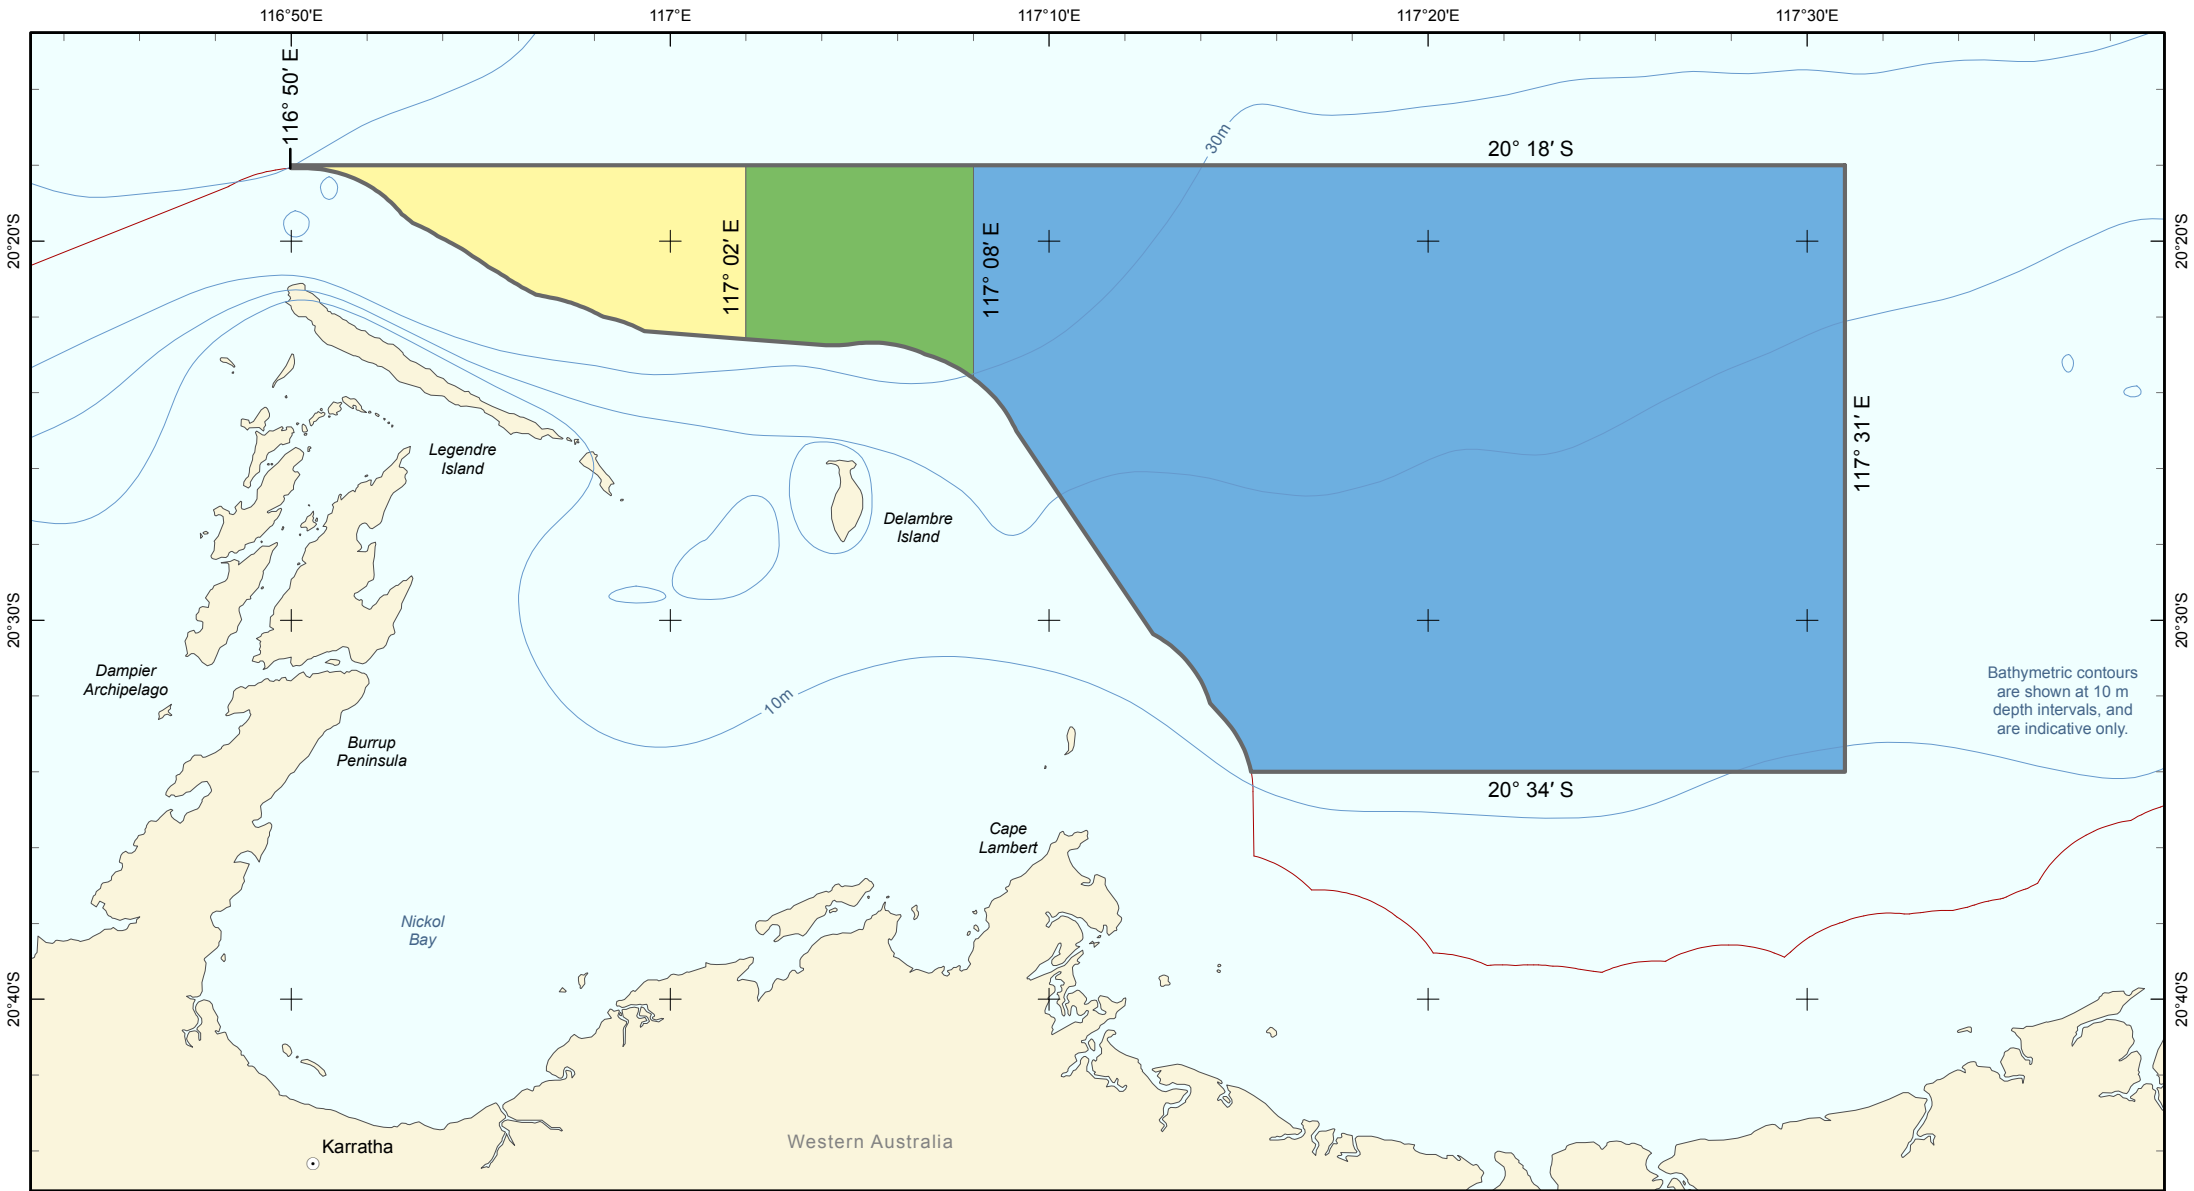 116°50'E
117°E
117°10'E
117°20'E
117°30'E
116° 50′ E
30m
20° 18′ S
20°20'S
117° 02′ E
117° 08′ E
20°20'S
117° 31′ E
Legendre
Island
Delambre
Island
20°30'S
20°30'S
Dampier
Archipelago
10m
Bathymetric contours
are shown at 10 m
depth intervals, and
are indicative only.
Burrup
Peninsula
20° 34′ S
Cape
Lambert
Nickol
Bay
20°40'S
20°40'S
Karratha
Western Australia